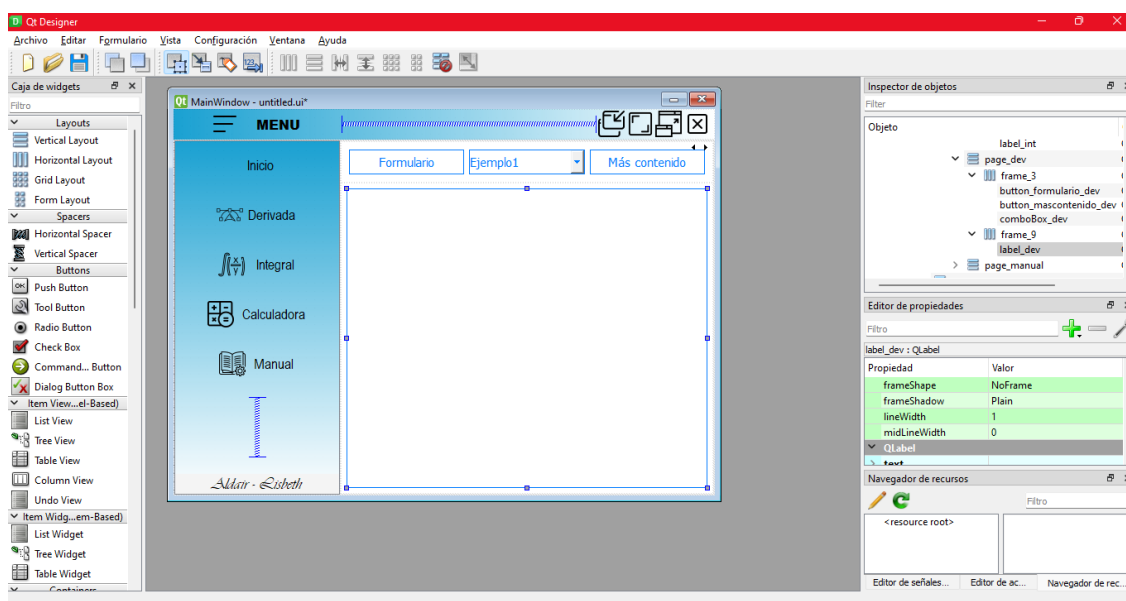 Qt Designer
Archivo Editar Formulario Vista Configuración Ventana Ayuda
Caja de widgets
Filtro
Layouts
Vertical Layout
Horizontal Layout
Grid Layout
Form Layout
Spacers
Horizontal Spacer
Vertical Spacer
Buttons
Push Button
Tool Button
Radio Button
Check Box
Command... Button
Dialog Button Box
Item View...el-Based)
List View
Tree View
Table View
Column View
Undo View
Item Widg...em-Based)
List Widget
Tree Widget
Table Widget
Containers
MainWindow - untitled.ui*
MENU
Inicio
Derivada
Integral
Calculadora
Manual
Aldair - Lisbeth
Formulario Ejemplo1 Más contenido
Inspector de objetos
Filter
Objeto
label_int
page_dev
frame_3
button_formulario_dev
button_mascontenido_dev
comboBox_dev
frame_9
label_dev
page_manual
Editor de propiedades
Filtro
label_dev : QLabel
Propiedad Valor
frameShape NoFrame
frameShadow Plain
lineWidth 1
midLineWidth 0
QLabel
text
Navegador de recursos
Filtro
<resource root>
Editor de señales... Editor de ac... Navegador de rec...